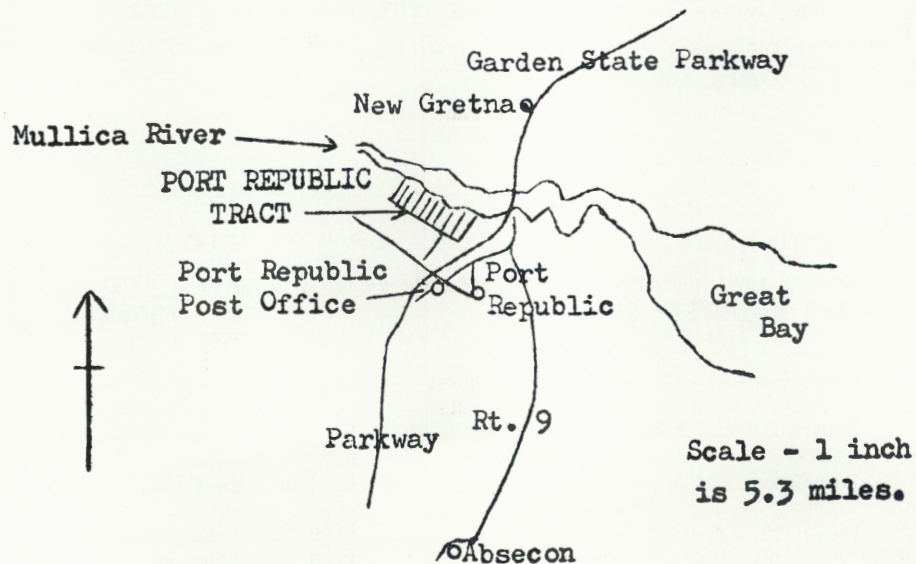 Garden State Parkway
New Gretna
Mullica River
PORT REPUBLIC
TRACT
Port Republic
Post Office
Port
Republic
Great
Bay
Parkway
Rt. 9
Scale - 1 inch
is 5.3 miles.
Absecon